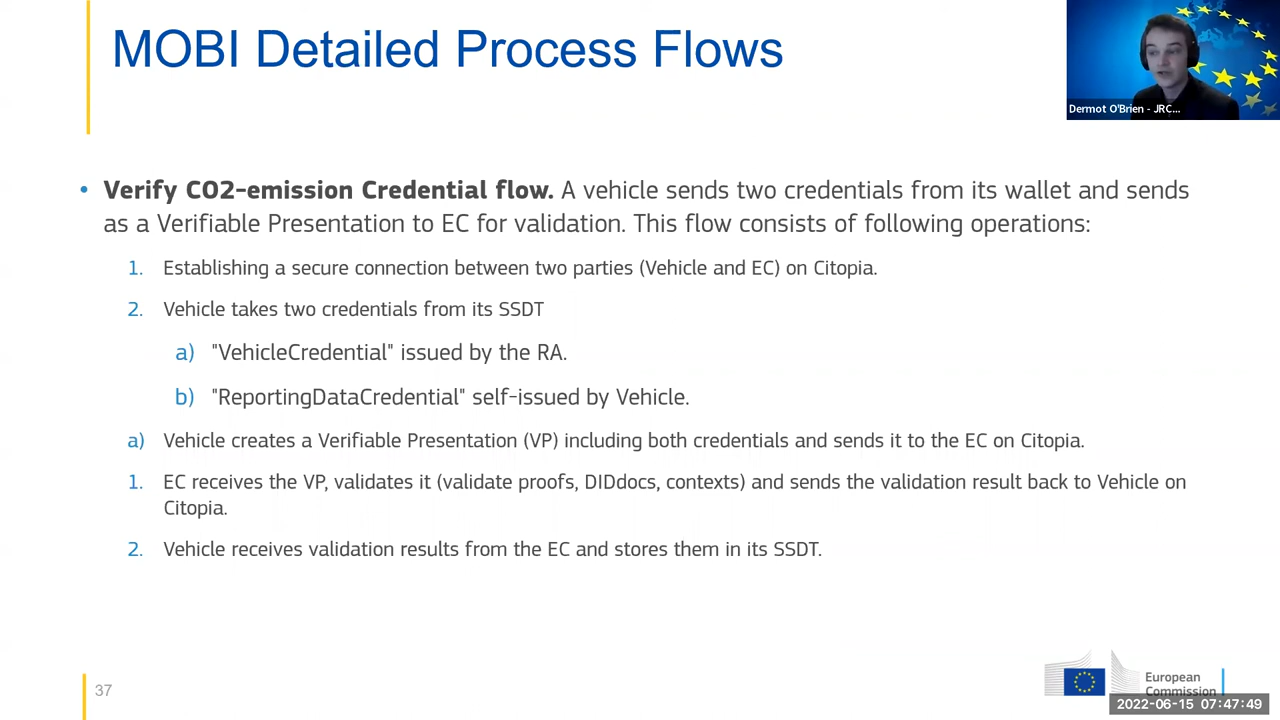 MOBI Detailed Process Flows
Dermot O'Brien - JRC...
• Verify CO2-emission Credential flow. A vehicle sends two credentials from its wallet and sends
as a Verifiable Presentation to EC for validation. This flow consists of following operations:
1. Establishing a secure connection between two parties (Vehicle and EC) on Citopia.
2. Vehicle takes two credentials from its SSDT
a) "VehicleCredential" issued by the RA.
b) "ReportingDataCredential" self-issued by Vehicle.
a) Vehicle creates a Verifiable Presentation (VP) including both credentials and sends it to the EC on Citopia.
1. EC receives the VP, validates it (validate proofs, DIDdocs, contexts) and sends the validation result back to Vehicle on
Citopia.
2. Vehicle receives validation results from the EC and stores them in its SSDT.
37
European
Commission
2022-06-15 07:47:49